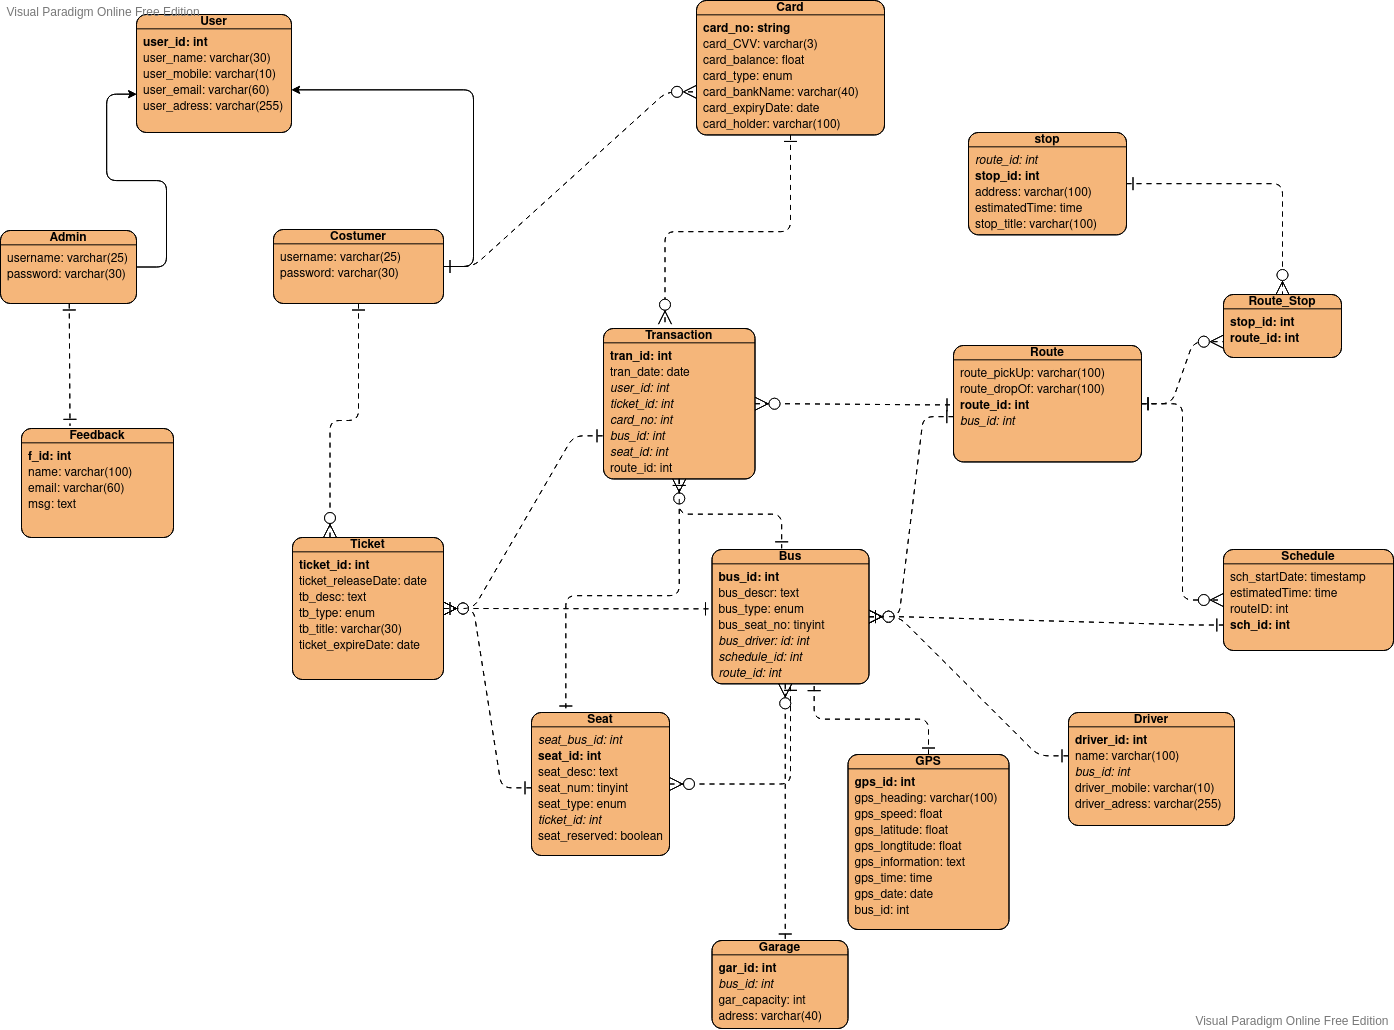 Visual Paradigm Online Free Edition
User
user_id: int
user_name: varchar(30)
user_mobile: varchar(10)
user_email: varchar(60)
user_adress: varchar(255)
Card
card_no: string
card_CVV: varchar(3)
card_balance: float
card_type: enum
card_bankName: varchar(40)
card_expiryDate: date
card_holder: varchar(100)
stop
route_id: int
stop_id: int
address: varchar(100)
estimatedTime: time
stop_title: varchar(100)
Admin
username: varchar(25)
password: varchar(30)
Costumer
username: varchar(25)
password: varchar(30)
Route_Stop
stop_id: int
route_id: int
Transaction
tran_id: int
tran_date: date
user_id: int
ticket_id: int
card_no: int
bus_id: int
seat_id: int
route_id: int
Route
route_pickUp: varchar(100)
route_dropOf: varchar(100)
route_id: int
bus_id: int
Feedback
f_id: int
name: varchar(100)
email: varchar(60)
msg: text
Ticket
ticket_id: int
ticket_releaseDate: date
tb_desc: text
tb_type: enum
tb_title: varchar(30)
ticket_expireDate: date
Bus
bus_id: int
bus_descr: text
bus_type: enum
bus_seat_no: tinyint
bus_driver: id: int
schedule_id: int
route_id: int
Schedule
sch_startDate: timestamp
estimatedTime: time
routeID: int
sch_id: int
Seat
seat_bus_id: int
seat_id: int
seat_desc: text
seat_num: tinyint
seat_type: enum
ticket_id: int
seat_reserved: boolean
Driver
driver_id: int
name: varchar(100)
bus_id: int
driver_mobile: varchar(10)
driver_adress: varchar(255)
GPS
gps_id: int
gps_heading: varchar(100)
gps_speed: float
gps_latitude: float
gps_longtitude: float
gps_information: text
gps_time: time
gps_date: date
bus_id: int
Garage
gar_id: int
bus_id: int
gar_capacity: int
adress: varchar(40)
Visual Paradigm Online Free Edition